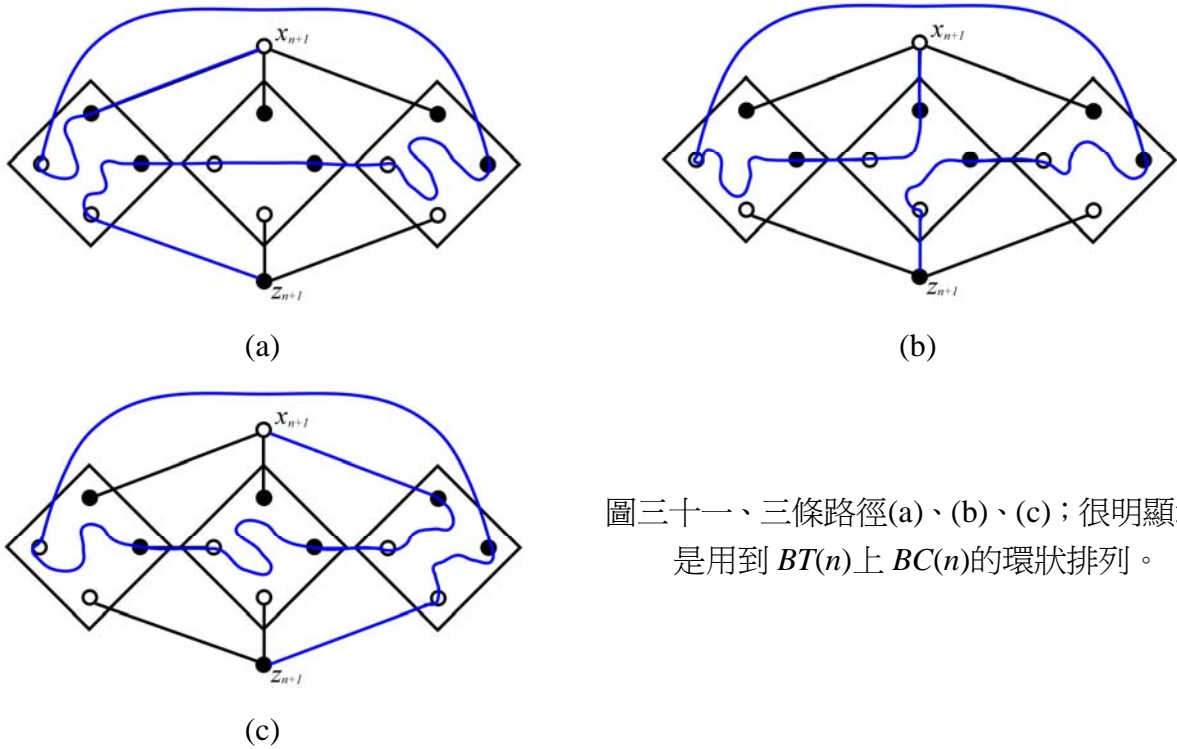 x_{n+1}
z_{n+1}
(a)
x_{n+1}
z_{n+1}
(b)
x_{n+1}
z_{n+1}
(c)
圖三十一、三條路徑(a)、(b)、(c)；很明顯
是用到 BT(n)上 BC(n)的環狀排列。